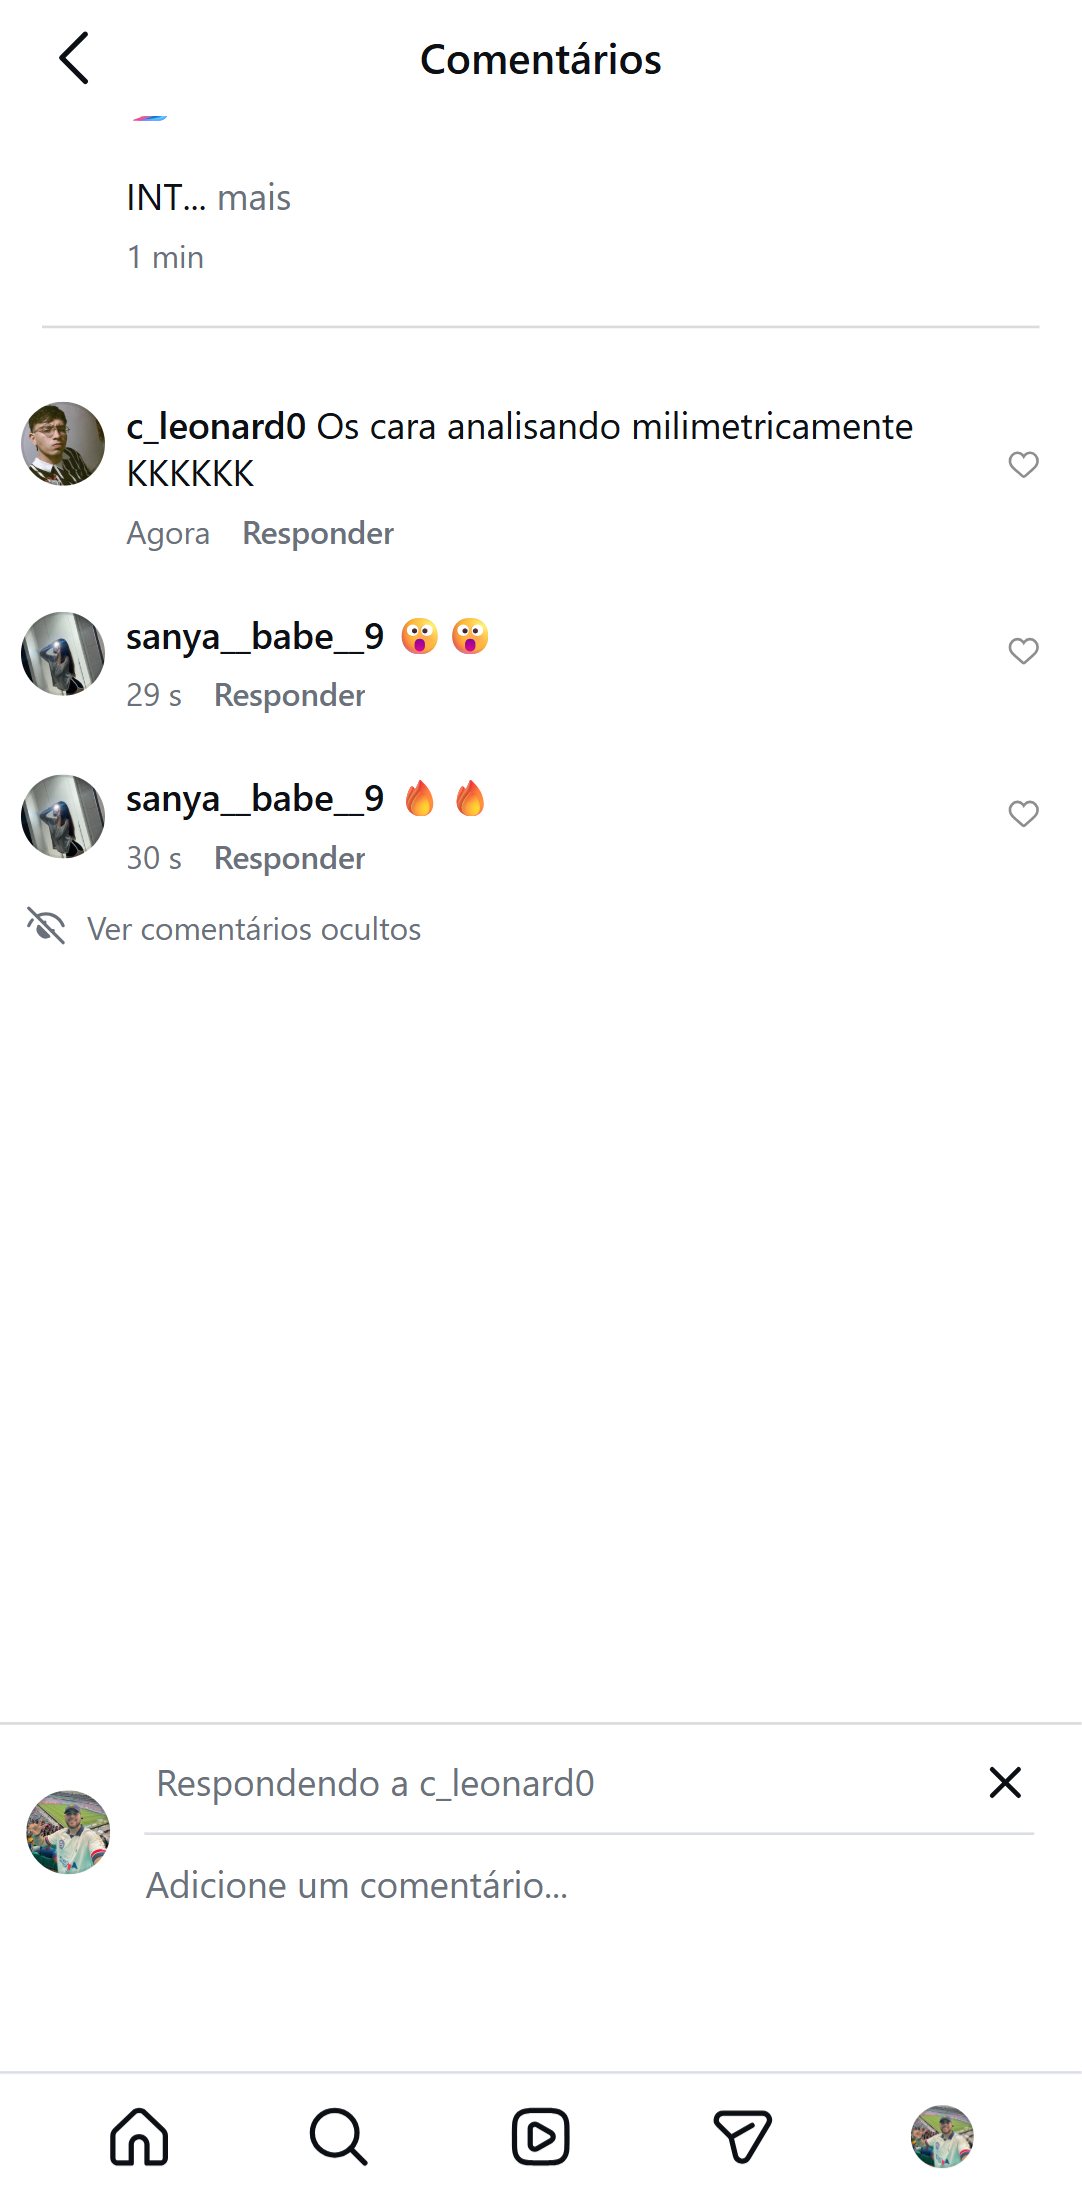 Comentários
INT... mais
1 min
c_leonard0 Os cara analisando milimetricamente
KKKKKK
Agora Responder
sanya__babe__9 😲😲
29 s Responder
sanya__babe__9 🔥🔥
30 s Responder
Ver comentários ocultos
Respondendo a c_leonard0
Adicione um comentário...